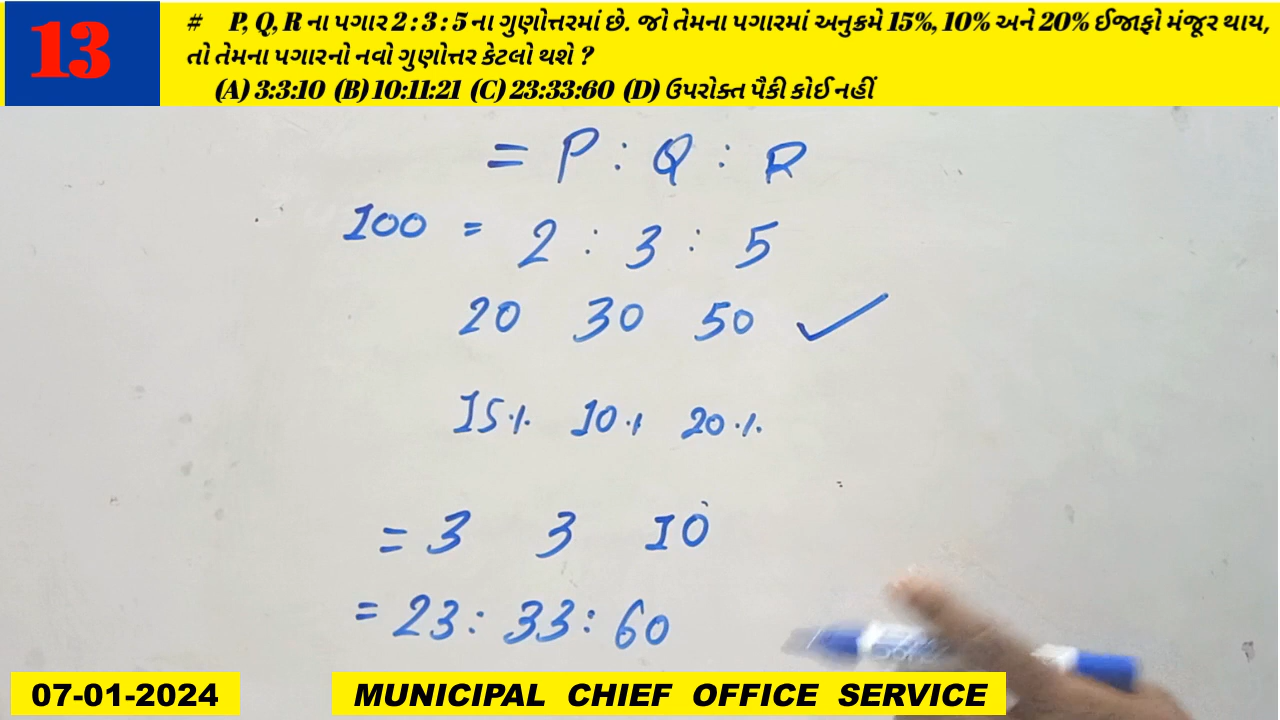 13
# P, Q, R ના પગાર 2 : 3 : 5 ના ગુણોત્તરમાં છે. જો તેમના પગારમાં અનુક્રમે 15%, 10% અને 20% ઈજાફો મંજૂર થાય,
તો તેમના પગારનો નવો ગુણોત્તર કેટલો થશે ?
(A) 3:3:10 (B) 10:11:21 (C) 23:33:60 (D) ઉપરોક્ત પૈકી કોઈ નહીં
= P : Q : R
100 = 2 : 3 : 5
20 30 50 ✓
15% 10% 20%
= 3 3 10
= 23 : 33 : 60
07-01-2024 MUNICIPAL CHIEF OFFICE SERVICE